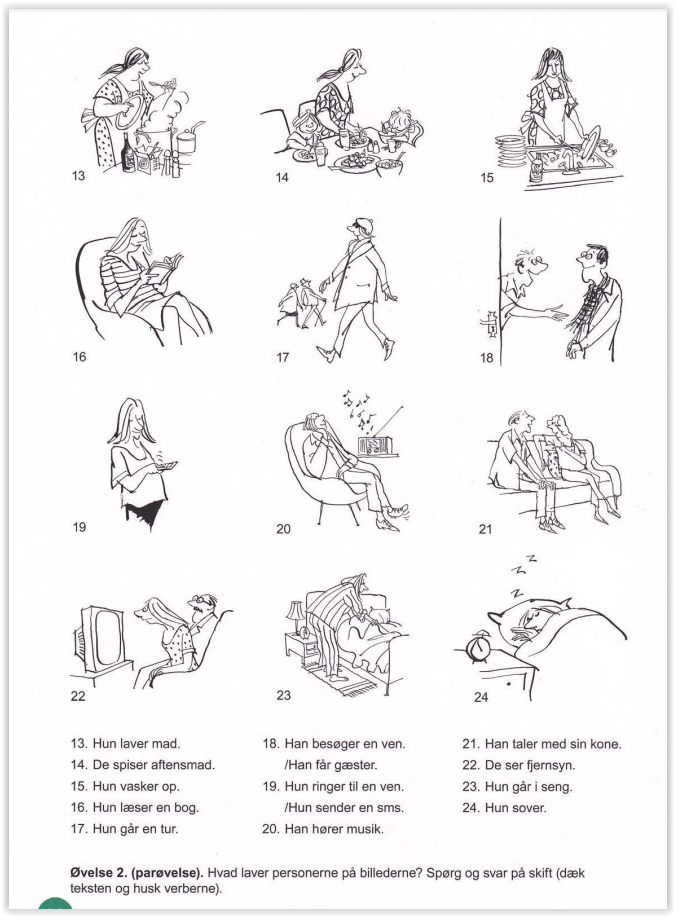 13
14
15
16
17
18
19
20
21
z
z
z
22
23
24
13. Hun laver mad.
14. De spiser aftensmad.
15. Hun vasker op.
16. Hun læser en bog.
17. Hun går en tur.
18. Han besøger en ven.
/Han får gæster.
19. Hun ringer til en ven.
/Hun sender en sms.
20. Han hører musik.
21. Han taler med sin kone.
22. De ser fjernsyn.
23. Hun går i seng.
24. Hun sover.
Øvelse 2. (parøvelse). Hvad laver personerne på billederne? Spørg og svar på skift (dæk
teksten og husk verberne).